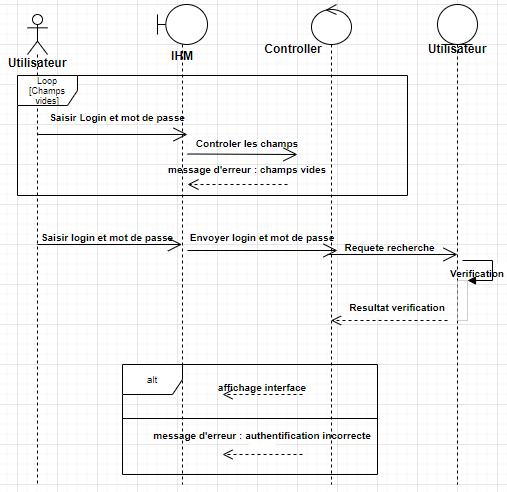 Utilisateur
IHM
Controller
Utilisateur
Loop
[Champs
vides]
Saisir Login et mot de passe
Controler les champs
message d'erreur : champs vides
Saisir login et mot de passe
Envoyer login et mot de passe
Requete recherche
Verification
Resultat verification
alt
affichage interface
message d'erreur : authentification incorrecte